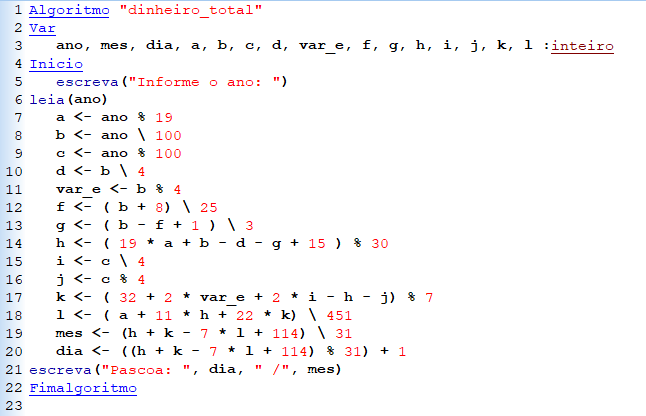 1 Algoritmo "dinheiro_total"
2 Var
3 ano, mes, dia, a, b, c, d, var_e, f, g, h, i, j, k, l :inteiro
4 Inicio
5 escreva("Informe o ano: ")
6 leia(ano)
7 a <- ano % 19
8 b <- ano \ 100
9 c <- ano % 100
10 d <- b \ 4
11 var_e <- b % 4
12 f <- ( b + 8) \ 25
13 g <- ( b - f + 1 ) \ 3
14 h <- ( 19 * a + b - d - g + 15 ) % 30
15 i <- c \ 4
16 j <- c % 4
17 k <- ( 32 + 2 * var_e + 2 * i - h - j) % 7
18 l <- ( a + 11 * h + 22 * k) \ 451
19 mes <- (h + k - 7 * l + 114) \ 31
20 dia <- ((h + k - 7 * l + 114) % 31) + 1
21 escreva("Pascoa: ", dia, " /", mes)
22 Fimalgoritmo
23